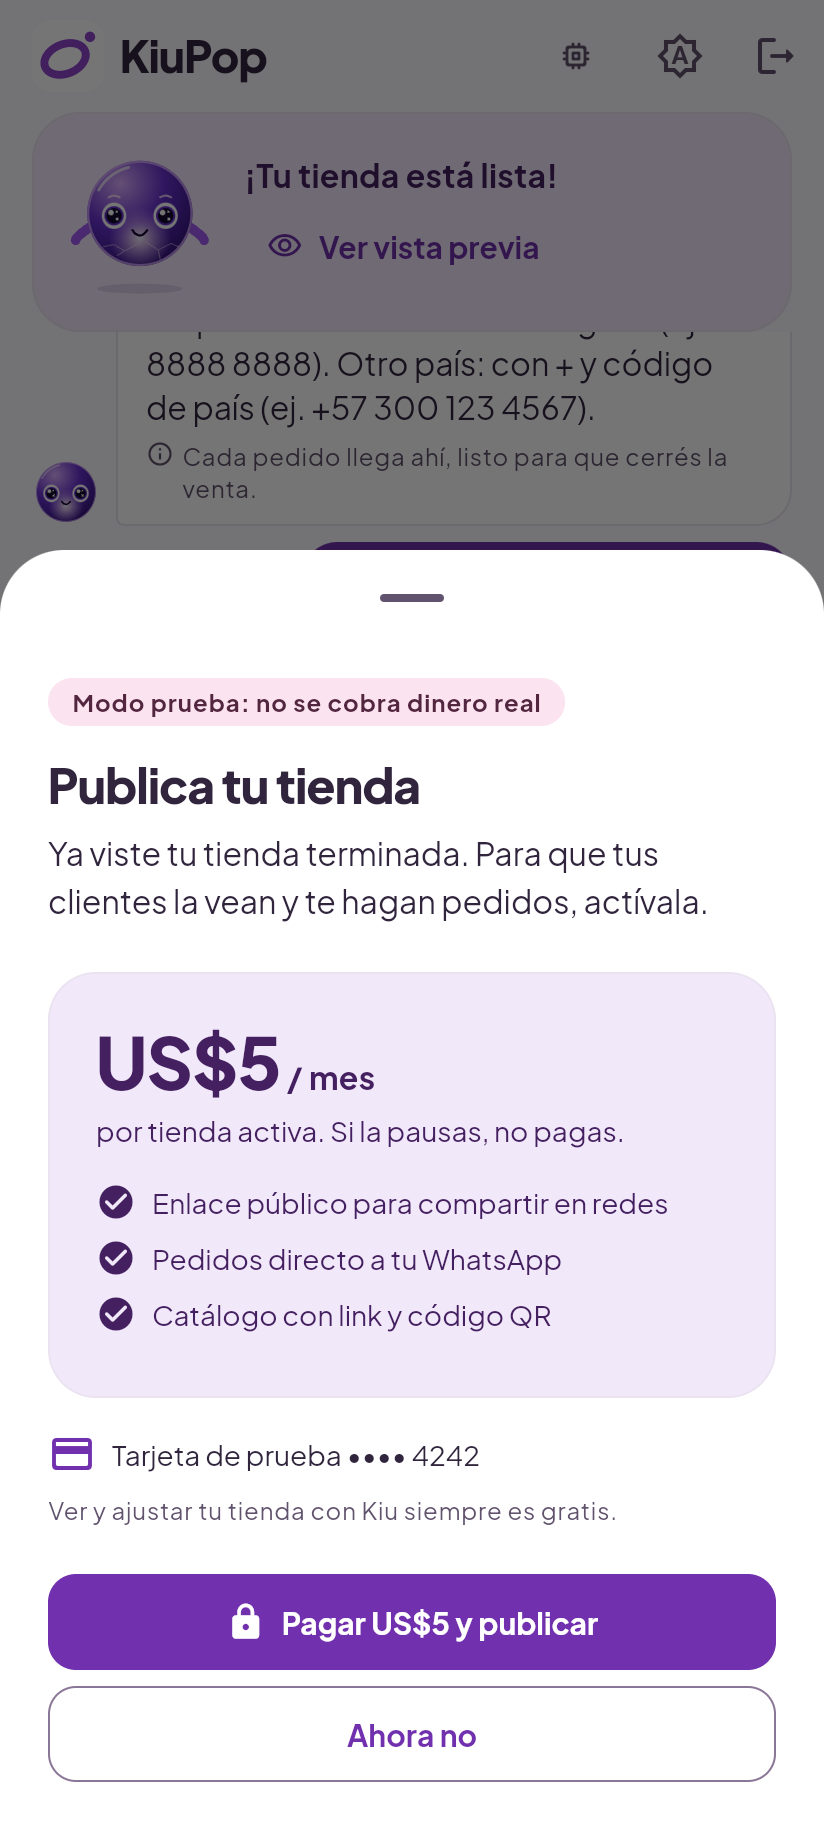 KiuPop
A
¡Tu tienda está lista!
Ver vista previa
8888 8888). Otro país: con + y código
de país (ej. +57 300 123 4567).
Cada pedido llega ahí, listo para que cerrés la
venta.
Modo prueba: no se cobra dinero real
Publica tu tienda
Ya viste tu tienda terminada. Para que tus
clientes la vean y te hagan pedidos, actívala.
US$5 / mes
por tienda activa. Si la pausas, no pagas.
Enlace público para compartir en redes
Pedidos directo a tu WhatsApp
Catálogo con link y código QR
Tarjeta de prueba •••• 4242
Ver y ajustar tu tienda con Kiu siempre es gratis.
Pagar US$5 y publicar
Ahora no